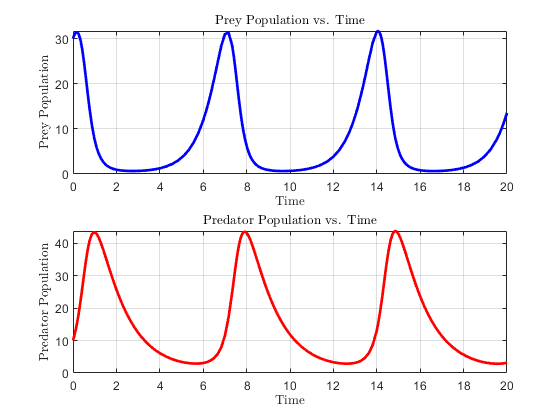 Prey Population vs. Time
Prey Population
30
20
10
0
0 2 4 6 8 10 12 14 16 18 20
Time
Predator Population vs. Time
Predator Population
40
30
20
10
0
0 2 4 6 8 10 12 14 16 18 20
Time